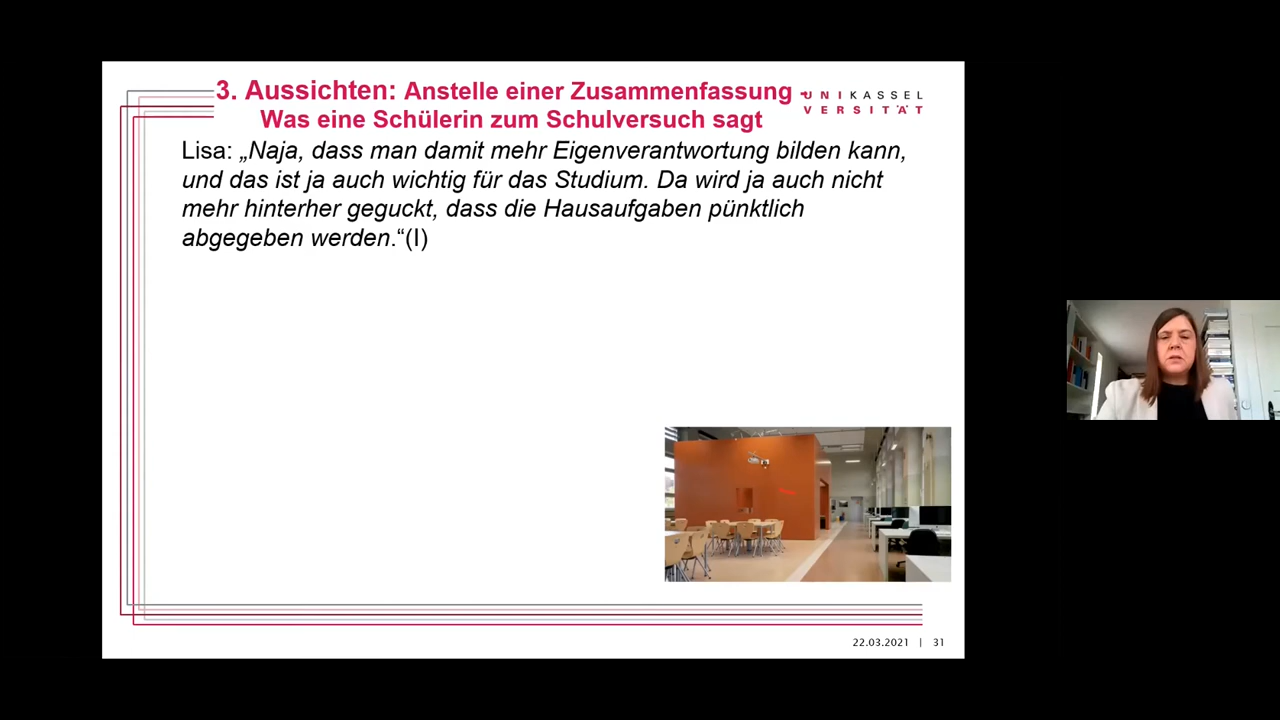 3. Aussichten: Anstelle einer Zusammenfassung -
Was eine Schülerin zum Schulversuch sagt
UNIKASSEL
VERSITÄT
Lisa: „Naja, dass man damit mehr Eigenverantwortung bilden kann,
und das ist ja auch wichtig für das Studium. Da wird ja auch nicht
mehr hinterher geguckt, dass die Hausaufgaben pünktlich
abgegeben werden.“(I)
22.03.2021 | 31